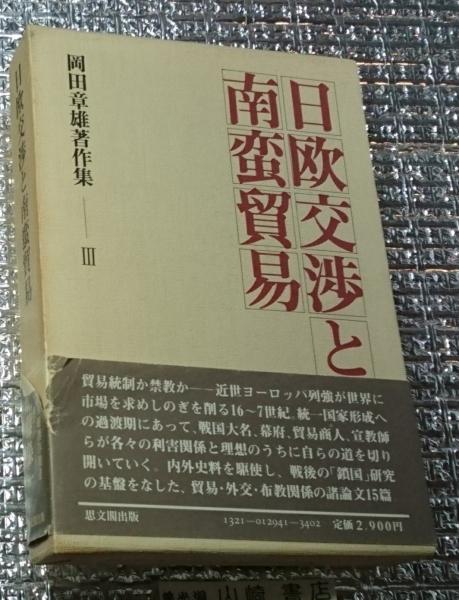 日欧交渉と
南蛮貿易
岡田章雄著作集——Ⅲ
日欧交渉と南蛮貿易
貿易統制か禁教か——近世ヨーロッパ列強が世界に
市場を求めしのぎを削る16〜7世紀。統一国家形成へ
の過渡期にあって、戦国大名、幕府、貿易商人、宣教師
らが各々の利害関係と理想のうちに自らの道を切り
開いていく。内外史料を駆使し、戦後の「鎖国」研究
の基盤をなした、貿易・外交・布教関係の諸論文15篇
思文閣出版
1321—012941—3402
定価 2,900円
山崎書店